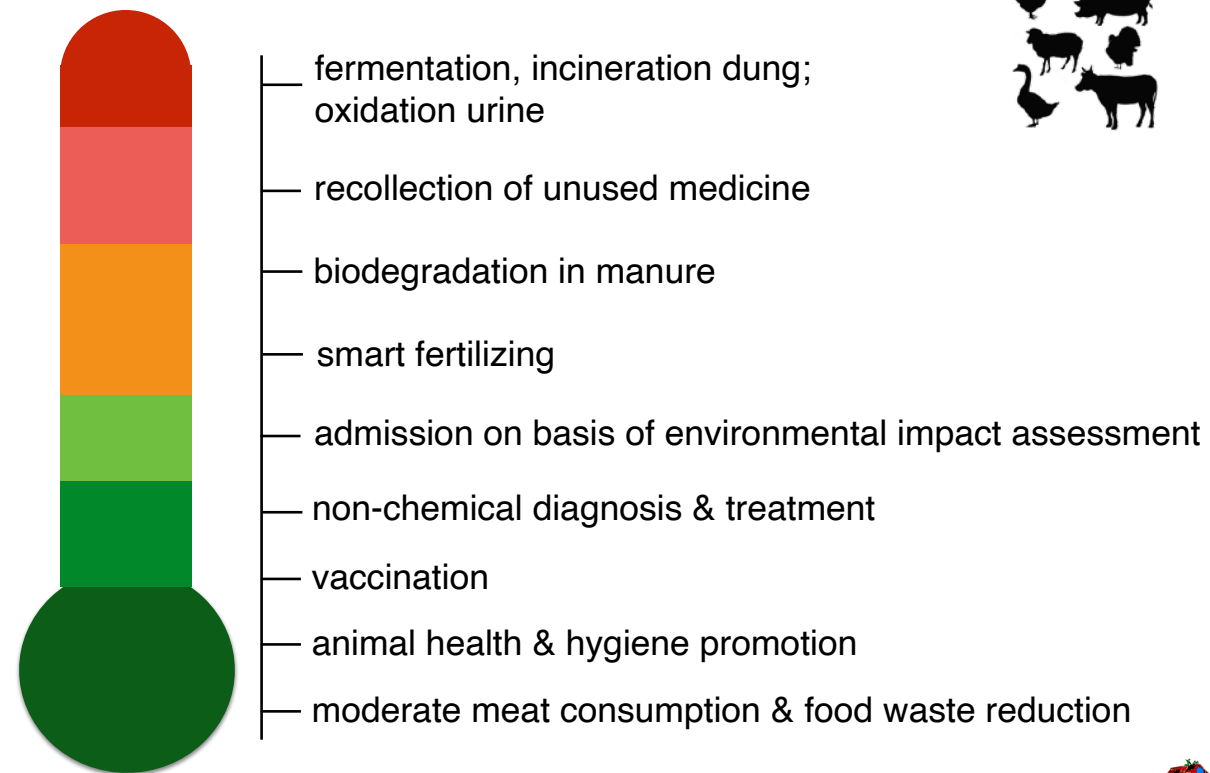 fermentation, incineration dung;
oxidation urine
recollection of unused medicine
biodegradation in manure
smart fertilizing
admission on basis of environmental impact assessment
non-chemical diagnosis & treatment
vaccination
animal health & hygiene promotion
moderate meat consumption & food waste reduction